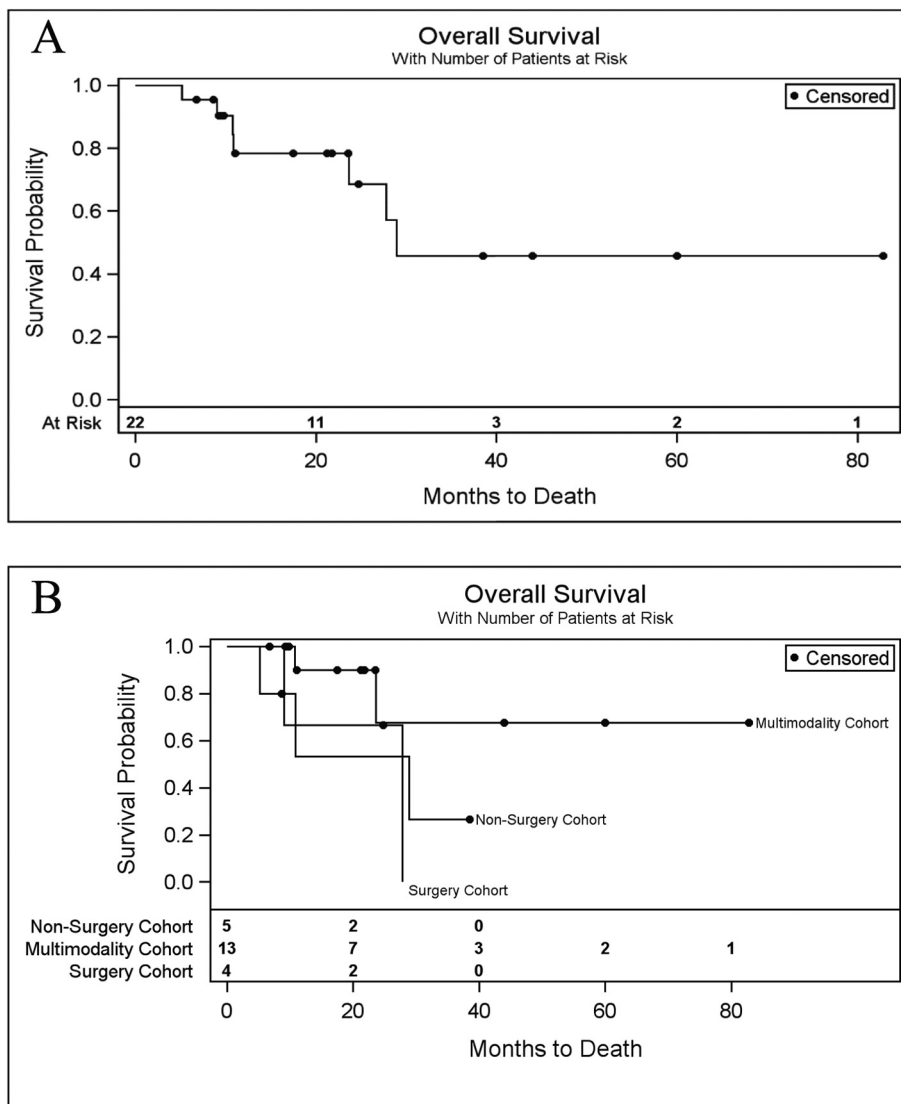 A
Overall Survival
With Number of Patients at Risk
1.0
0.8
0.6
0.4
0.2
0.0
Survival Probability
Censored
At Risk 22 11 3 2 1
0 20 40 60 80
Months to Death
B
Overall Survival
With Number of Patients at Risk
1.0
0.8
0.6
0.4
0.2
0.0
Survival Probability
Censored
Multimodality Cohort
Non-Surgery Cohort
Surgery Cohort
Non-Surgery Cohort 5 2 0
Multimodality Cohort 13 7 3 2 1
Surgery Cohort 4 2 0
0 20 40 60 80
Months to Death